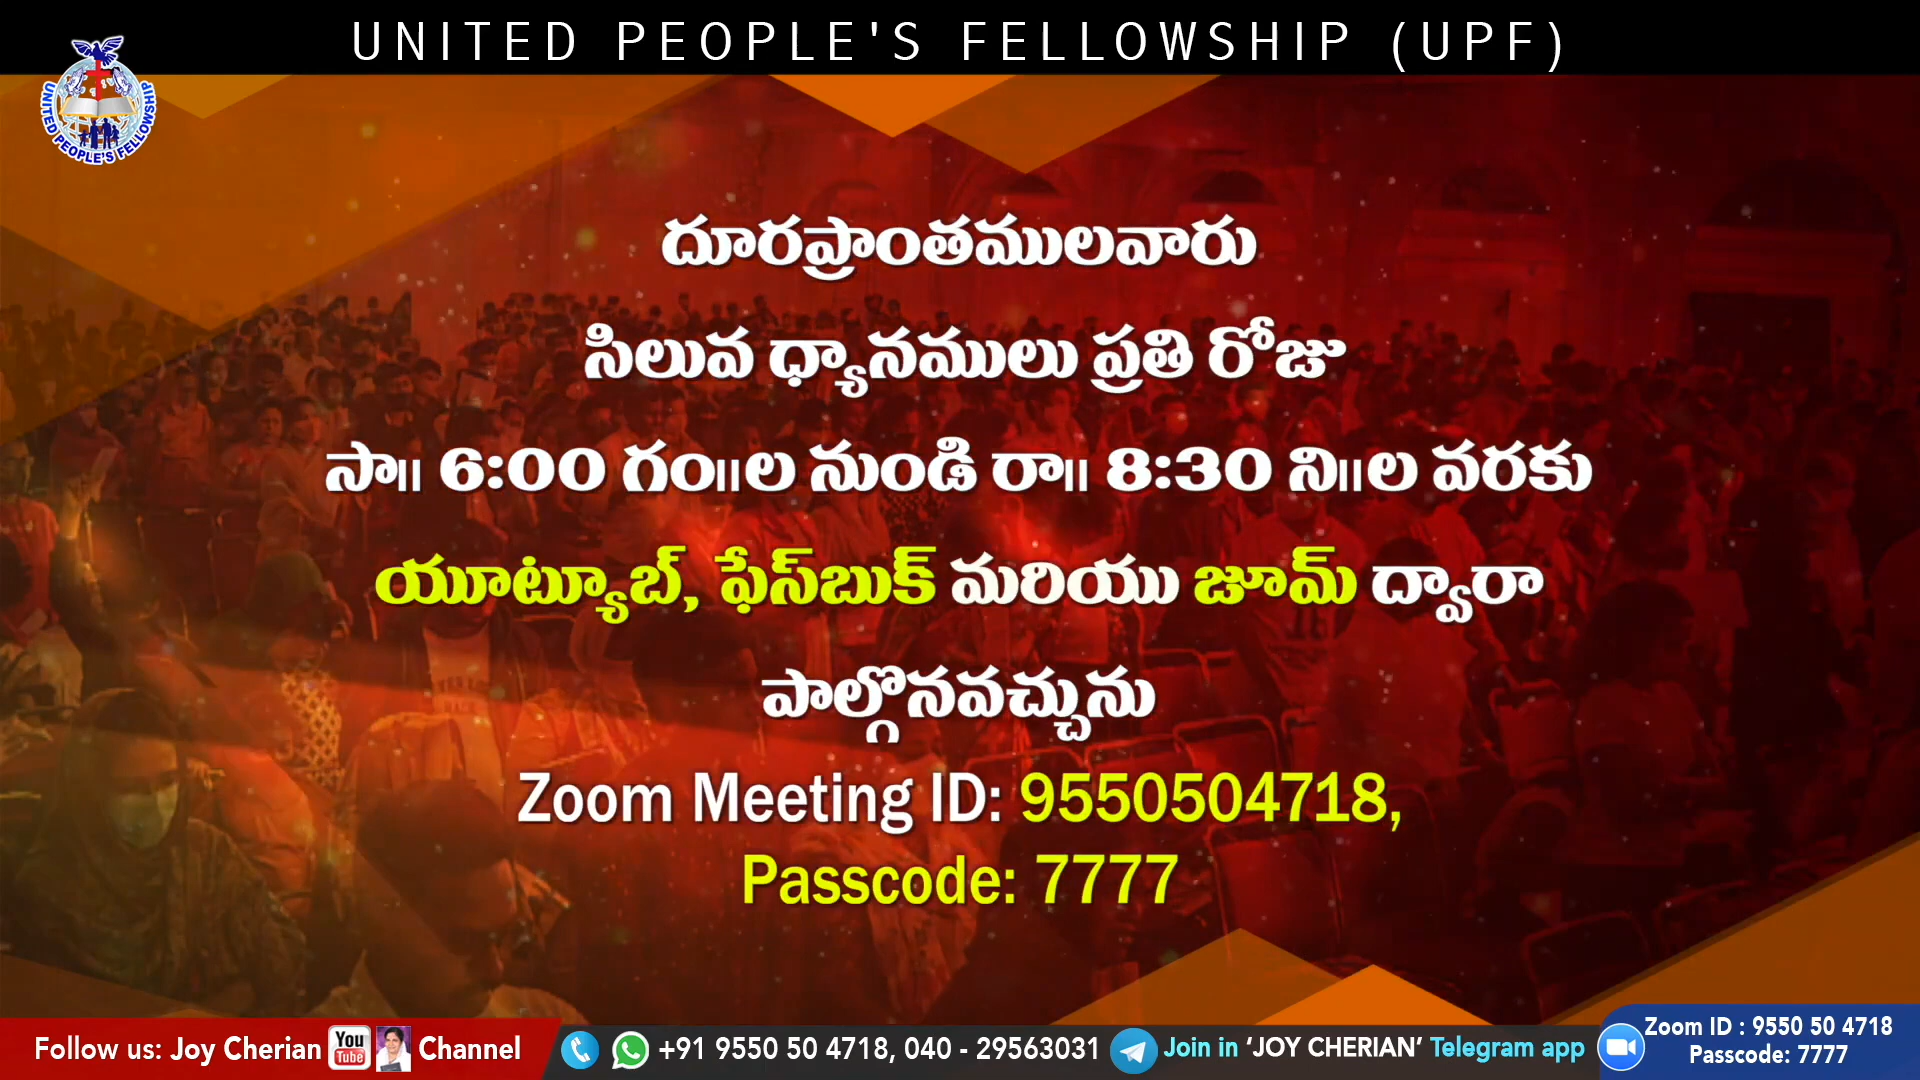 UNITED PEOPLE'S FELLOWSHIP (UPF)
UNITED PEOPLE'S FELLOWSHIP
దూరప్రాంతములవారు
సిలువ ధ్యానములు ప్రతి రోజు
సా॥ 6:00 గం॥ల నుండి రా॥ 8:30 ని॥ల వరకు
యూట్యూబ్, ఫేస్‌బుక్ మరియు జూమ్ ద్వారా
పాల్గొనవచ్చును
Zoom Meeting ID: 9550504718,
Passcode: 7777
Follow us: Joy Cherian You Tube Channel
+91 9550 50 4718, 040 - 29563031
Join in ‘JOY CHERIAN’ Telegram app
Zoom ID : 9550 50 4718
Passcode: 7777